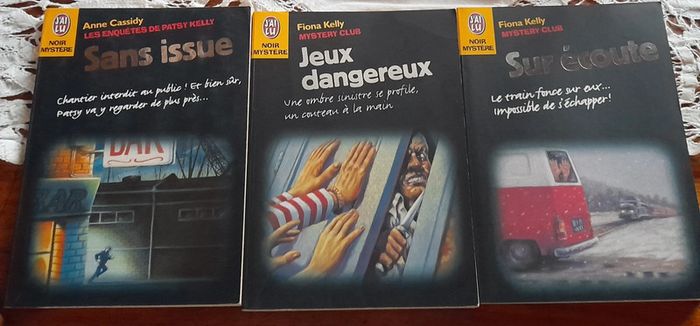 J'AI LU
NOIR
MYSTÈRE
Anne Cassidy
LES ENQUÊTES DE PATSY KELLY
Sans issue
Chantier interdit au public ! Et bien sûr,
Patsy va y regarder de plus près...
BAR
BAR
J'AI LU
NOIR
MYSTÈRE
Fiona Kelly
MYSTERY CLUB
Jeux
dangereux
Une ombre sinistre se profile,
un couteau à la main
J'AI LU
NOIR
MYSTÈRE
Fiona Kelly
MYSTERY CLUB
Sur écoute
Le train fonce sur eux...
Impossible de s'échapper !